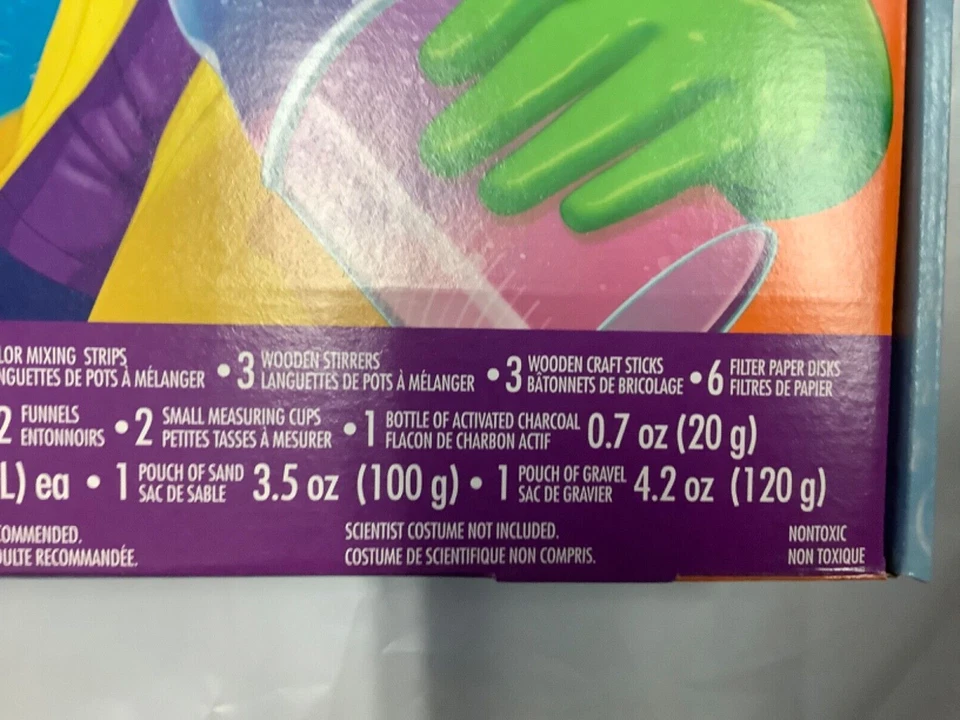 LOR MIXING STRIPS
NGUETTES DE POTS À MÉLANGER
• 3 WOODEN STIRRERS
LANGUETTES DE POTS À MÉLANGER
• 3 WOODEN CRAFT STICKS
BÂTONNETS DE BRICOLAGE
• 6 FILTER PAPER DISKS
FILTRES DE PAPIER
2 FUNNELS
ENTONNOIRS
• 2 SMALL MEASURING CUPS
PETITES TASSES À MESURER
• 1 BOTTLE OF ACTIVATED CHARCOAL
FLACON DE CHARBON ACTIF
0.7 oz (20 g)
L) ea
• 1 POUCH OF SAND
SAC DE SABLE
3.5 oz (100 g)
• 1 POUCH OF GRAVEL
SAC DE GRAVIER
4.2 oz (120 g)
COMMENDED.
DULTE RECOMMANDÉE.
SCIENTIST COSTUME NOT INCLUDED.
COSTUME DE SCIENTIFIQUE NON COMPRIS.
NONTOXIC
NON TOXIQUE